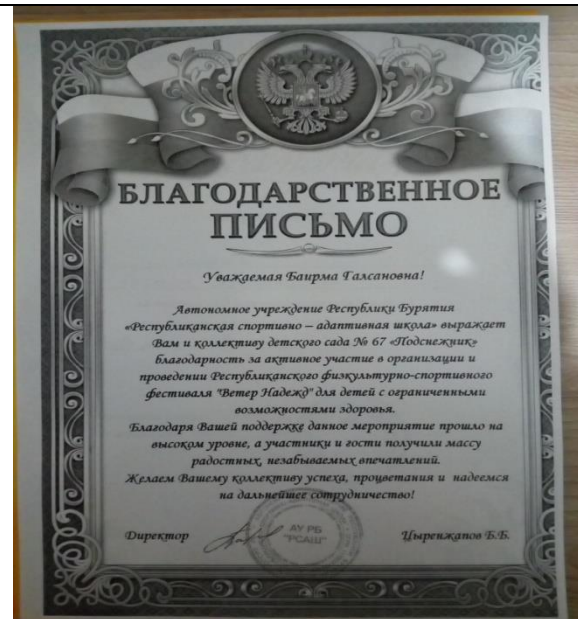 БЛАГОДАРСТВЕННОЕ
ПИСЬМО
Уважаемая Баирма Галсановна!
Автономное учреждение Республики Бурятия
«Республиканская спортивно – адаптивная школа» выражает
Вам и коллективу детского сада № 67 «Подснежник»
благодарность за активное участие в организации и
проведении Республиканского физкультурно-спортивного
фестиваля "Ветер Надежд" для детей с ограниченными
возможностями здоровья.
Благодаря Вашей поддержке данное мероприятие прошло на
высоком уровне, а участники и гости получили массу
радостных, незабываемых впечатлений.
Желаем Вашему коллективу успеха, процветания и надеемся
на дальнейшее сотрудничество!
АУ РБ
Директор "РСАШ" Цыренжапов Б.Б.